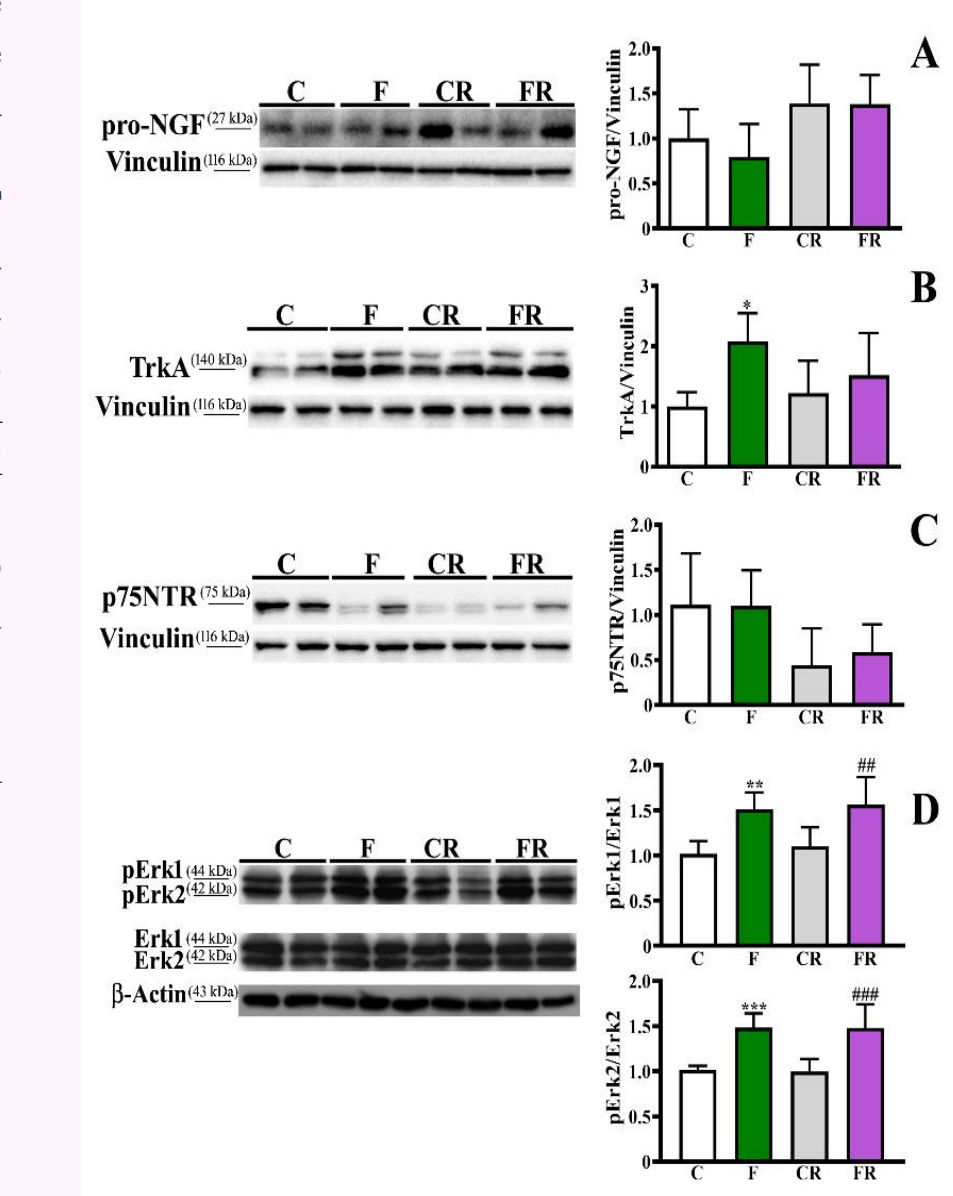 A
C F CR FR
pro-NGF (27 kDa)
Vinculin (116 kDa)
pro-NGF/Vinculin
2.0
1.5
1.0
0.5
0
C F CR FR
B
C F CR FR
TrkA (140 kDa)
Vinculin (116 kDa)
TrkA/Vinculin
3
2
1
0
*
C F CR FR
C
C F CR FR
p75NTR (75 kDa)
Vinculin (116 kDa)
p75NTR/Vinculin
2.0
1.5
1.0
0.5
0
C F CR FR
D
C F CR FR
pErk1 (44 kDa)
pErk2 (42 kDa)
Erk1 (44 kDa)
Erk2 (42 kDa)
β-Actin (43 kDa)
pErk1/Erk1
2.0
1.5
1.0
0.5
0
** ##
C F CR FR
pErk2/Erk2
2.0
1.5
1.0
0.5
0
*** ###
C F CR FR